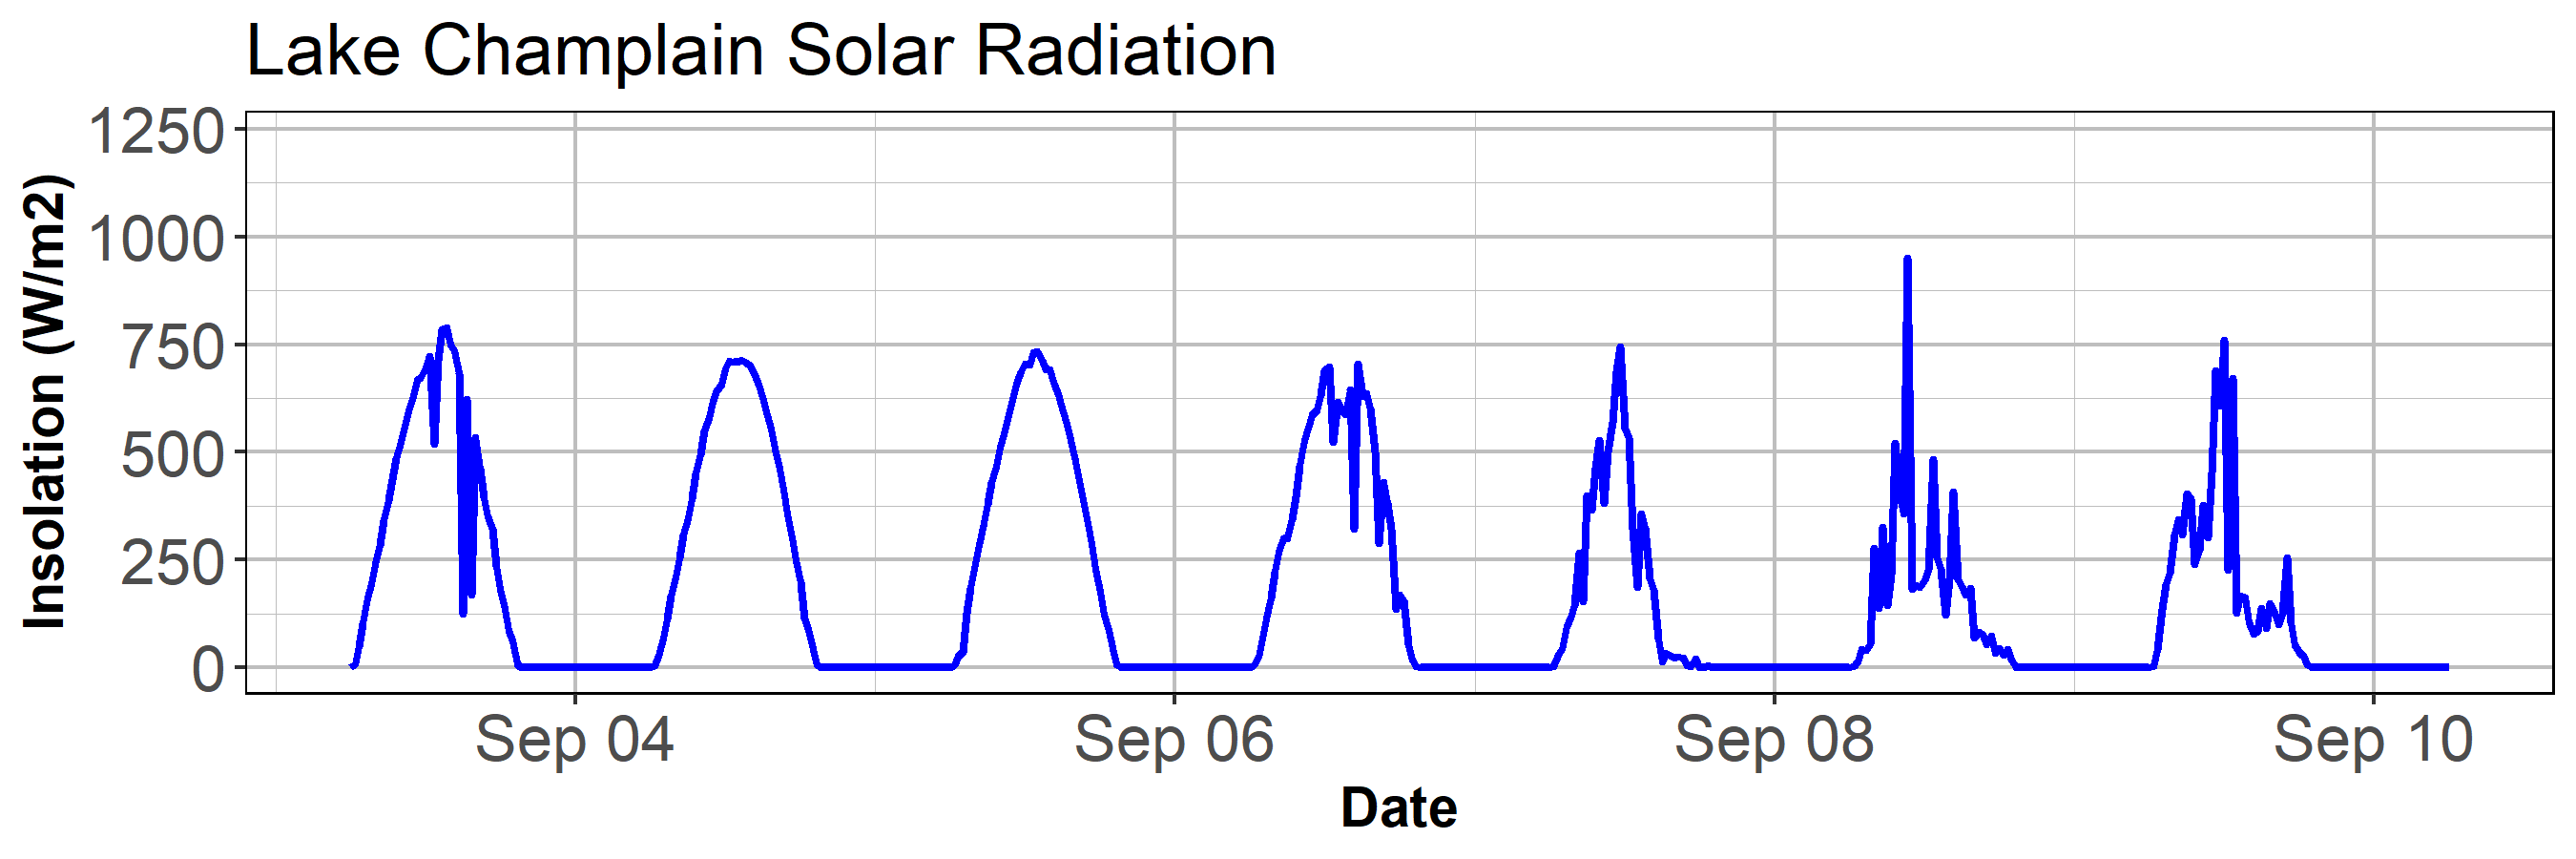 Lake Champlain Solar Radiation
1250
1000
750
500
250
0
Insolation (W/m2)
Sep 04 Sep 06 Sep 08 Sep 10
Date